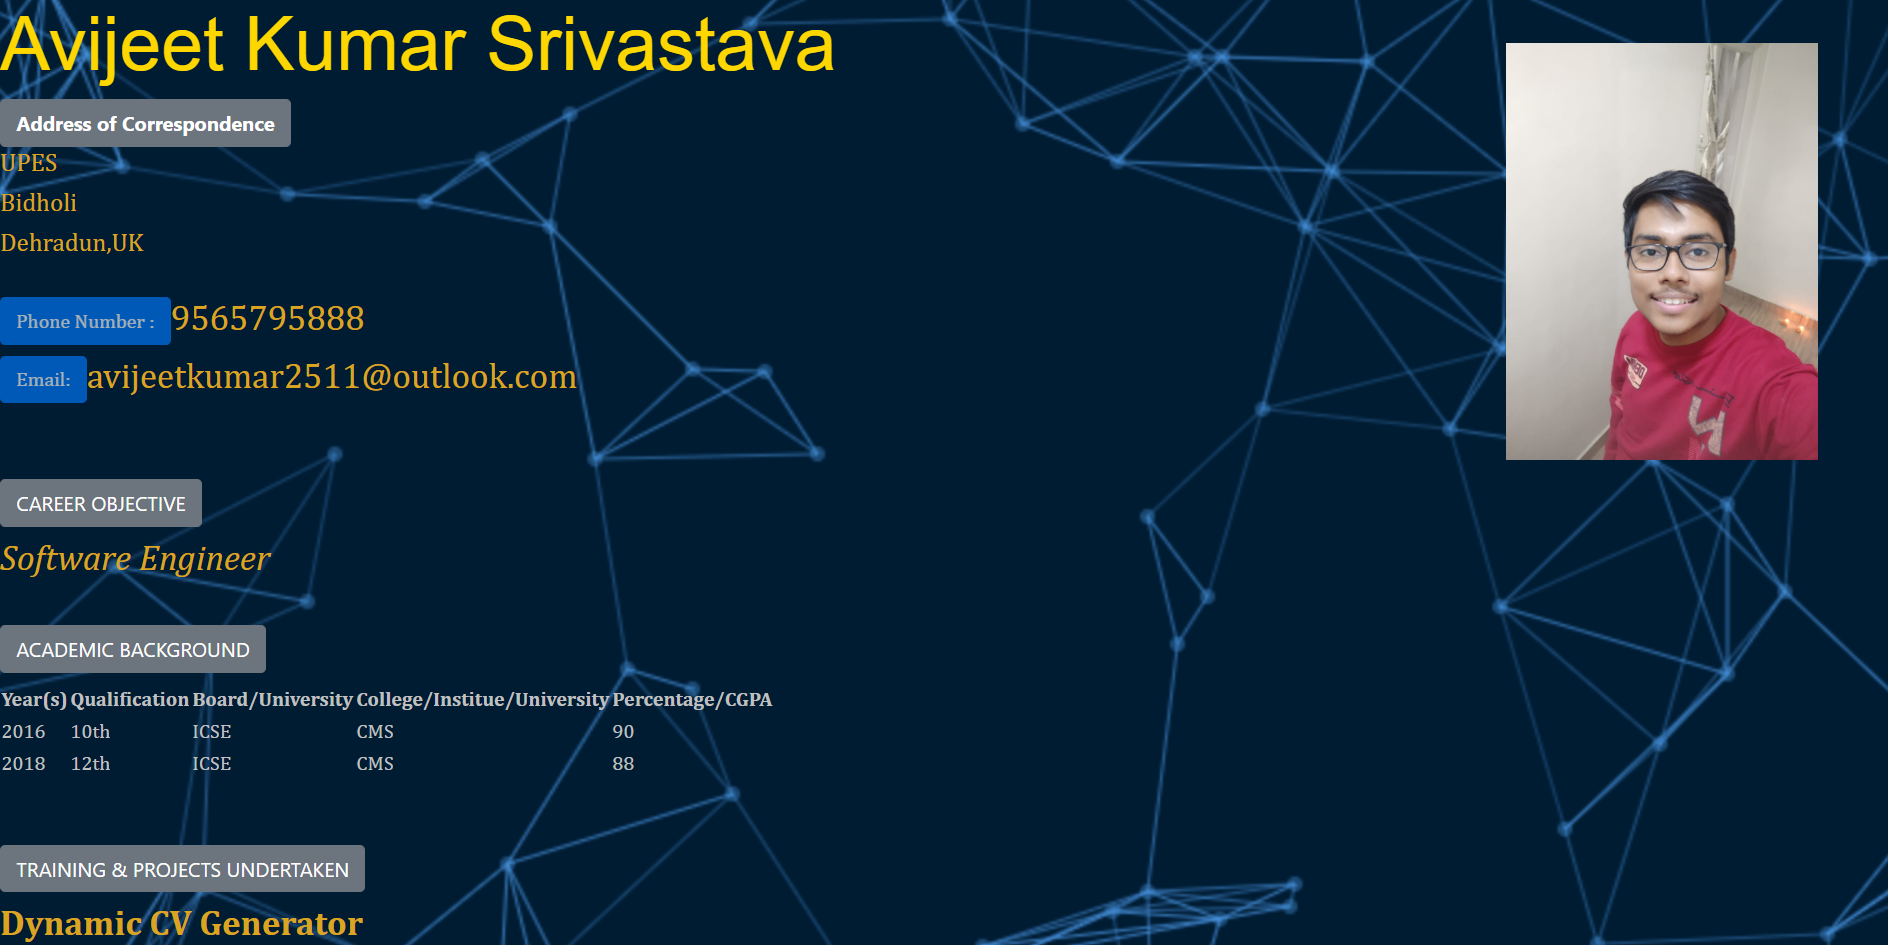 Avijeet Kumar Srivastava
Address of Correspondence
UPES
Bidholi
Dehradun,UK
Phone Number : 9565795888
Email: avijeetkumar2511@outlook.com
CAREER OBJECTIVE
Software Engineer
ACADEMIC BACKGROUND
Year(s) Qualification Board/University College/Institue/University Percentage/CGPA
2016 10th ICSE CMS 90
2018 12th ICSE CMS 88
TRAINING & PROJECTS UNDERTAKEN
Dynamic CV Generator